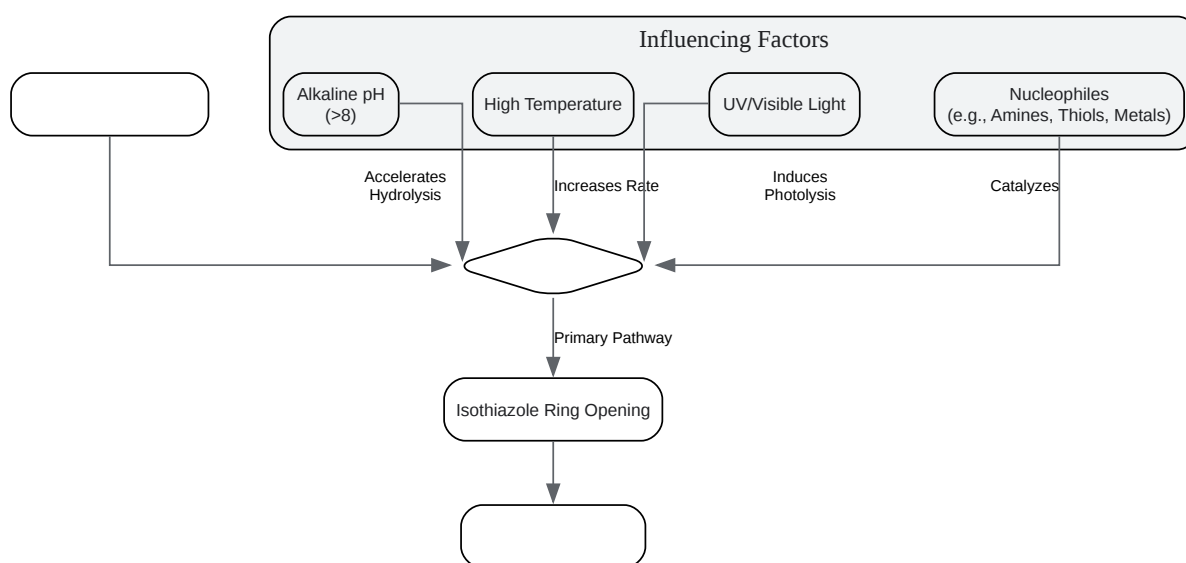 Influencing Factors
Alkaline pH
(>8)
High Temperature
UV/Visible Light
Nucleophiles
(e.g., Amines, Thiols, Metals)
Accelerates
Hydrolysis
Increases Rate
Induces
Photolysis
Catalyzes
Primary Pathway
Isothiazole Ring Opening